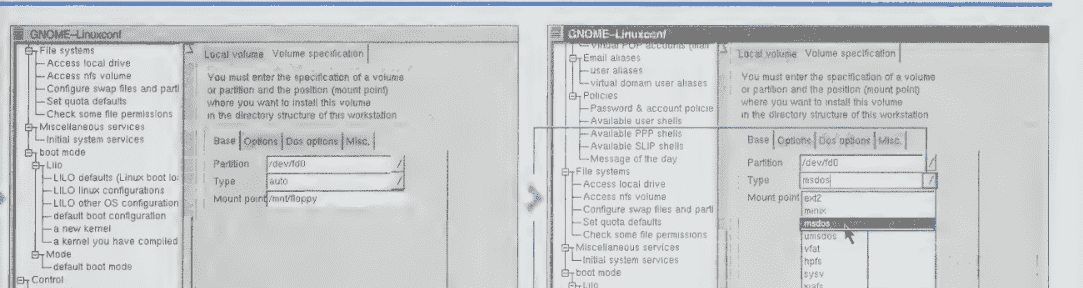 GNOME-Linuxconf
File systems
Access local drive
Access nfs volume
Configure swap files and parti
Set quota defaults
Check some file permissions
Miscellaneous services
Initial system services
boot mode
Lilo
LILO defaults (Linux boot lo
LILO linux configurations
LILO other OS configuration
default boot configuration
a new kernel
a kernel you have compiled
Mode
default boot mode
Control
Local volume Volume specification
You must enter the specification of a volume
or partition and the position (mount point)
where you want to install this volume
in the directory structure of this workstation
Base Options Dos options Misc.
Partition /dev/fd0
Type auto
Mount point /mnt/floppy
GNOME-Linuxconf
virtual POP accounts (mail
Email aliases
user aliases
virtual domain user aliases
Policies
Password & account policie
Available user shells
Available PPP shells
Available SLIP shells
Message of the day
File systems
Access local drive
Access nfs volume
Configure swap files and parti
Set quota defaults
Check some file permissions
Miscellaneous services
Initial system services
boot mode
Lilo
Local volume Volume specification
You must enter the specification of a volume
or partition and the position (mount point)
where you want to install this volume
in the directory structure of this workstation
Base Options Dos options Misc.
Partition /dev/fd0
Type msdos
Mount point ext2
minix
msdos
umsdos
vfat
hpfs
sysv